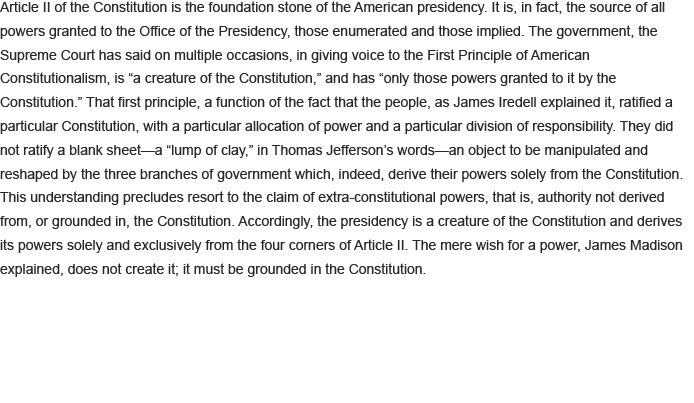 Article II of the Constitution is the foundation stone of the American presidency. It is, in fact, the source of all
powers granted to the Office of the Presidency, those enumerated and those implied. The government, the
Supreme Court has said on multiple occasions, in giving voice to the First Principle of American
Constitutionalism, is “a creature of the Constitution,” and has “only those powers granted to it by the
Constitution.” That first principle, a function of the fact that the people, as James Iredell explained it, ratified a
particular Constitution, with a particular allocation of power and a particular division of responsibility. They did
not ratify a blank sheet—a “lump of clay,” in Thomas Jefferson’s words—an object to be manipulated and
reshaped by the three branches of government which, indeed, derive their powers solely from the Constitution.
This understanding precludes resort to the claim of extra-constitutional powers, that is, authority not derived
from, or grounded in, the Constitution. Accordingly, the presidency is a creature of the Constitution and derives
its powers solely and exclusively from the four corners of Article II. The mere wish for a power, James Madison
explained, does not create it; it must be grounded in the Constitution.